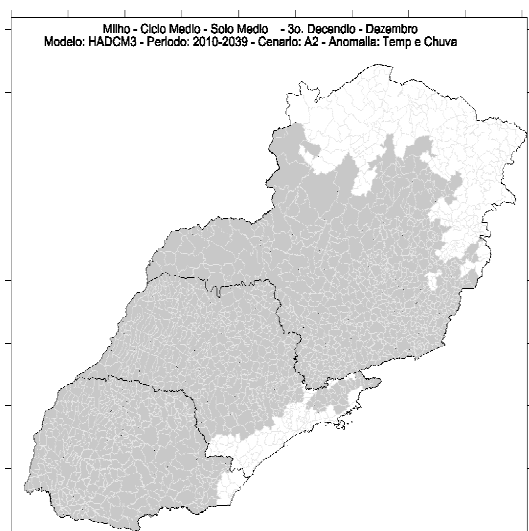 Milho - Ciclo Medio - Solo Medio - 3o. Decendio - Dezembro
Modelo: HADCM3 - Periodo: 2010-2039 - Cenario: A2 - Anomalia: Temp e Chuva